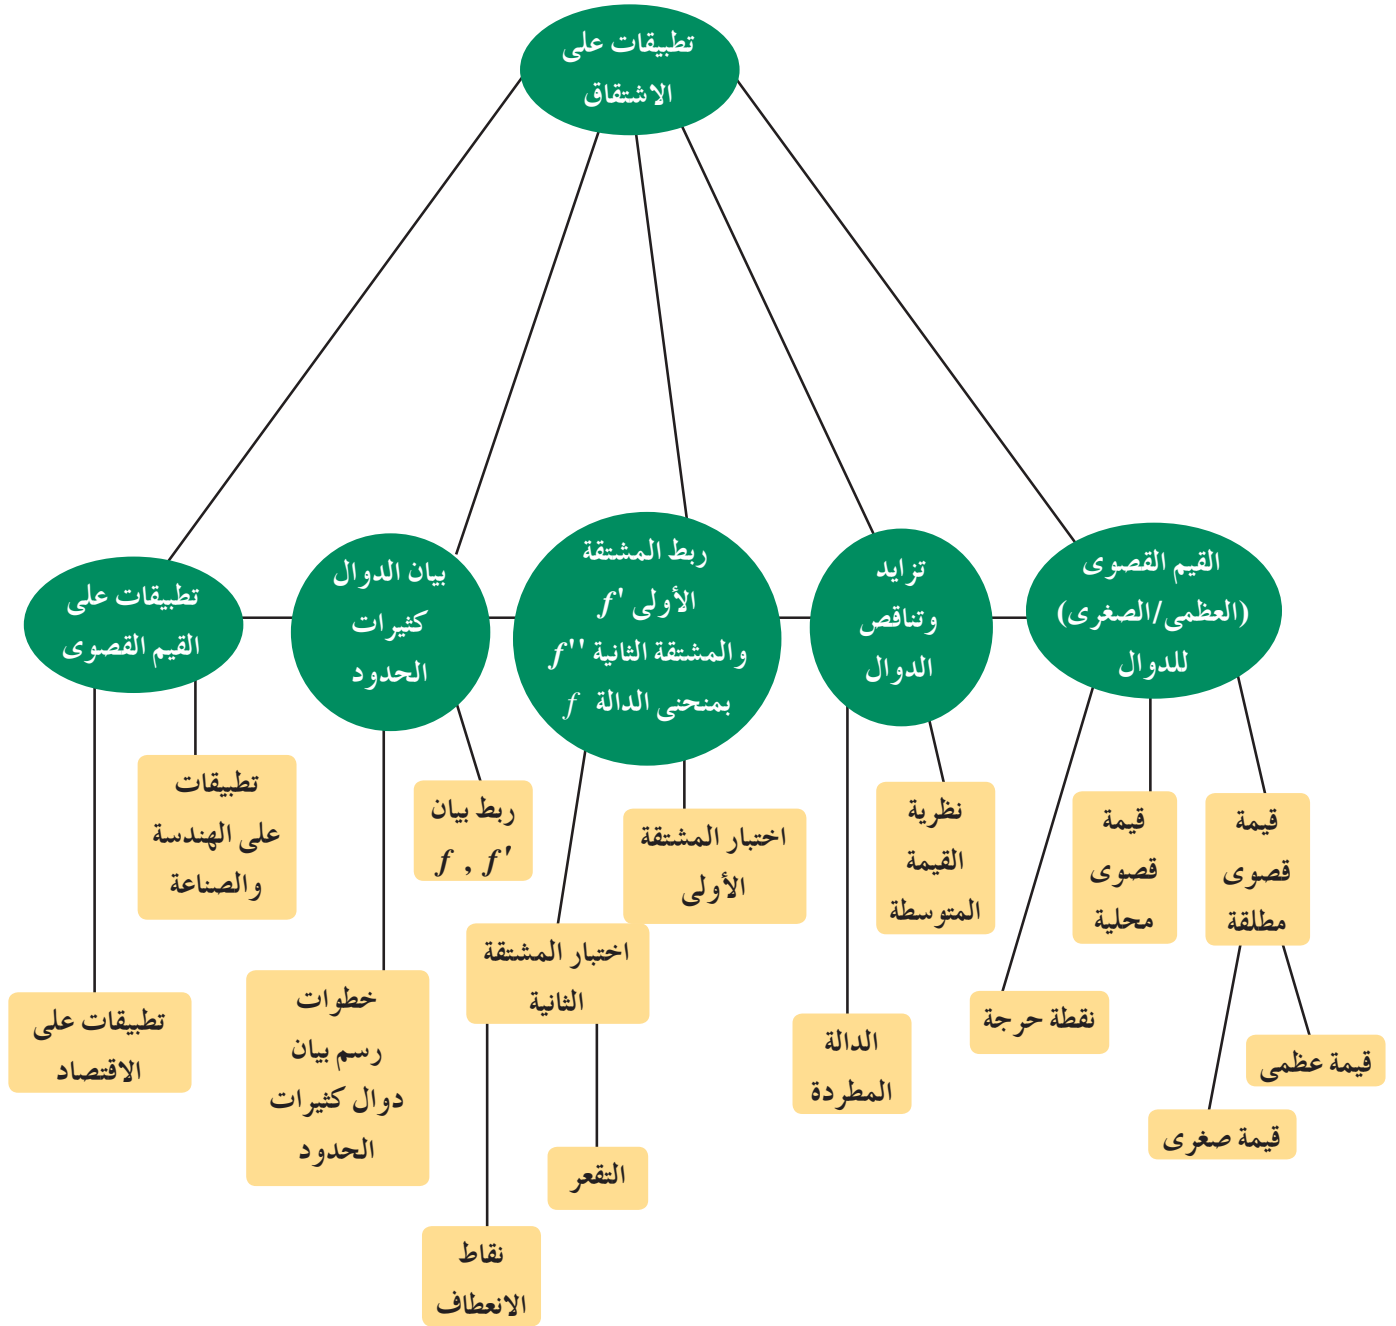 تطبيقات على
الاشتقاق
القيم القصوى
(العظمى/الصغرى)
للدوال
تزايد
وتناقص
الدوال
ربط المشتقة
الأولى f'
والمشتقة الثانية f''
بمنحنى الدالة f
بيان الدوال
كثيرات
الحدود
تطبيقات على
القيم القصوى
قيمة
قصوى
مطلقة
قيمة
قصوى
محلية
نقطة حرجة
قيمة عظمى
قيمة صغرى
نظرية
القيمة
المتوسطة
الدالة
المطردة
اختبار المشتقة
الأولى
اختبار المشتقة
الثانية
التقعر
نقاط
الانعطاف
ربط بيان
f , f'
خطوات
رسم بيان
دوال كثيرات
الحدود
تطبيقات
على الهندسة
والصناعة
تطبيقات على
الاقتصاد